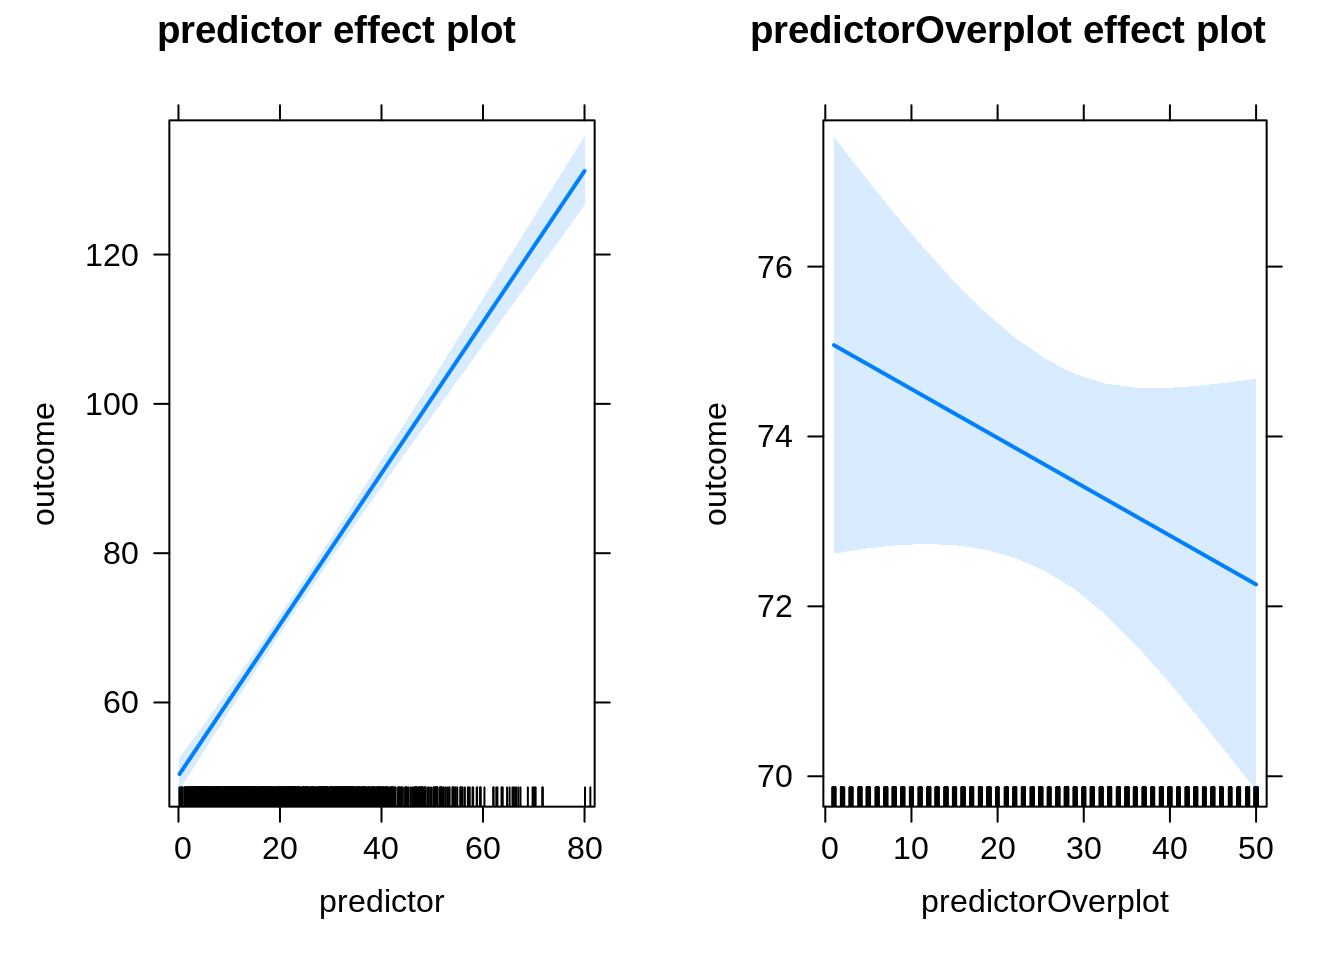 predictor effect plot
120
100
80
60
outcome
0 20 40 60 80
predictor
predictorOverplot effect plot
76
74
72
70
outcome
0 10 20 30 40 50
predictorOverplot